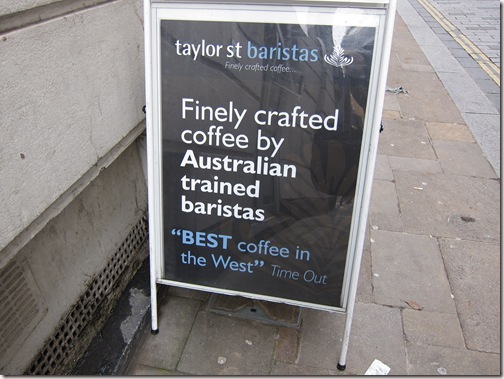 taylor st baristas
Finely crafted coffee...
Finely crafted
coffee by
Australian
trained
baristas
“BEST coffee in
the West” Time Out